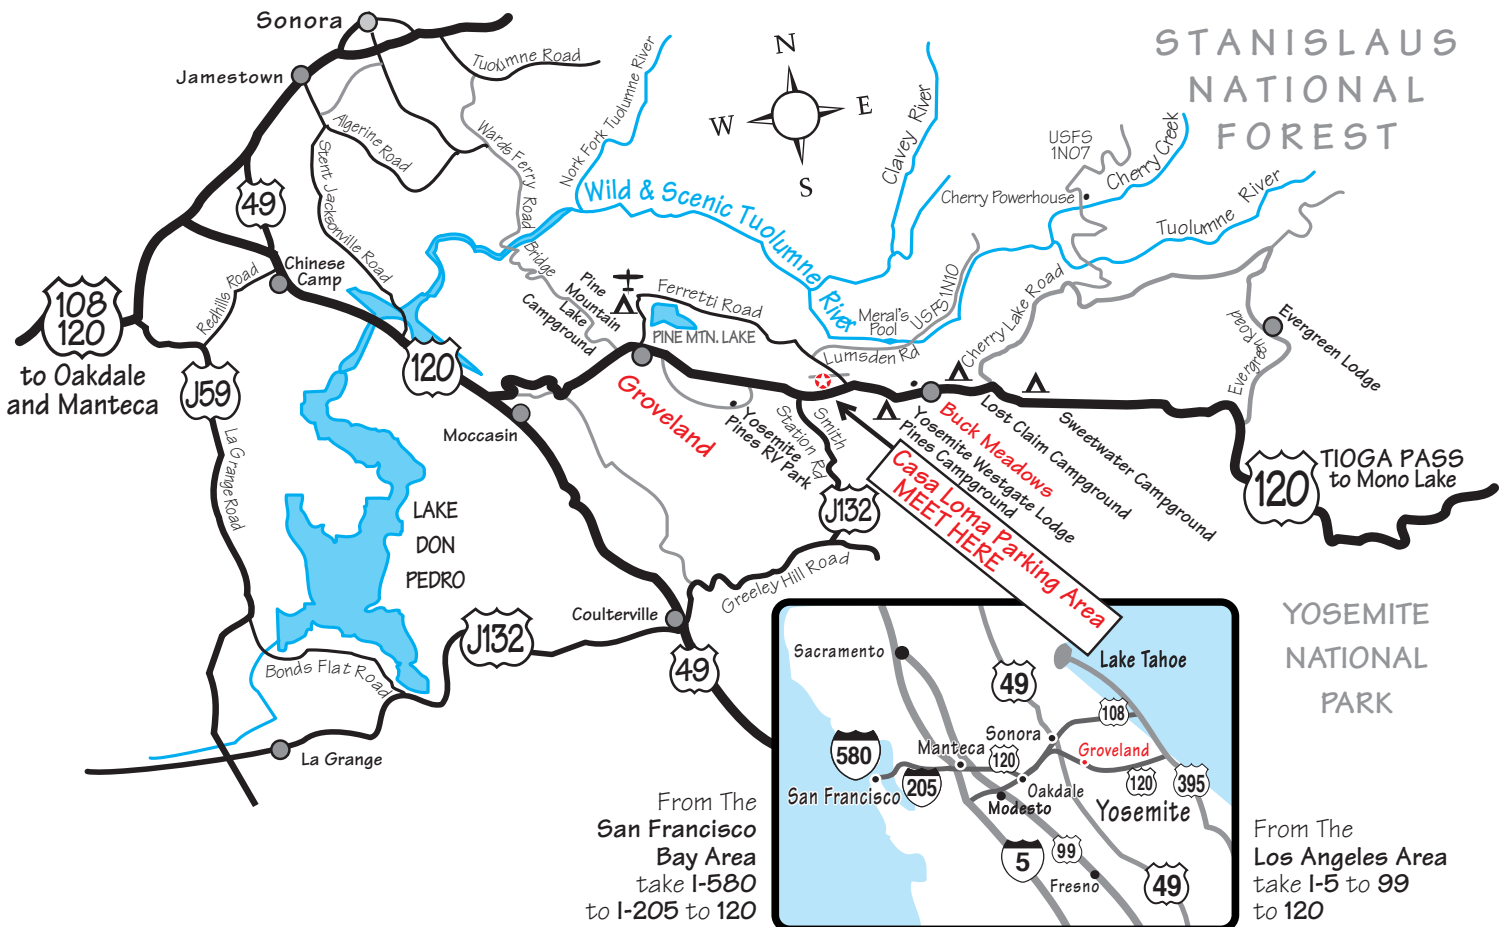 Sonora
Jamestown
Tuolumne Road
Nork Fork Tuolumne River
N
W
E
S
Clavey River
STANISLAUS
NATIONAL
FOREST
USFS
1N07
Cherry Creek
Cherry Powerhouse
Tuolumne River
Algerine Road
Wards Ferry Road
Stent Jacksonville Road
49
Wild & Scenic Tuolumne River
Bridge
Chinese
Camp
Redhills Road
108
120
to Oakdale
and Manteca
J59
La Grange Road
120
Pine
Mountain
Lake
Campground
Ferretti Road
PINE MTN. LAKE
Meral's
Pool
USFS 1N10
Lumsden Rd
Cherry Lake Road
Evergreen Road
Evergreen Lodge
Groveland
Moccasin
Yosemite
Pines RV Park
Smith
Station Rd
J132
Buck Meadows
Yosemite Westgate Lodge
Pines Campground
Lost Claim Campground
Sweetwater Campground
Casa Loma Parking Area
MEET HERE
120
TIOGA PASS
to Mono Lake
LAKE
DON
PEDRO
Greeley Hill Road
Coulterville
J132
49
Bonds Flat Road
La Grange
YOSEMITE
NATIONAL
PARK
Sacramento
Lake Tahoe
49
108
Sonora
Manteca
120
Groveland
580
205
San Francisco
Oakdale
Modesto
120
395
Yosemite
5
99
Fresno
49
From The
San Francisco
Bay Area
take I-580
to I-205 to 120
From The
Los Angeles Area
take I-5 to 99
to 120